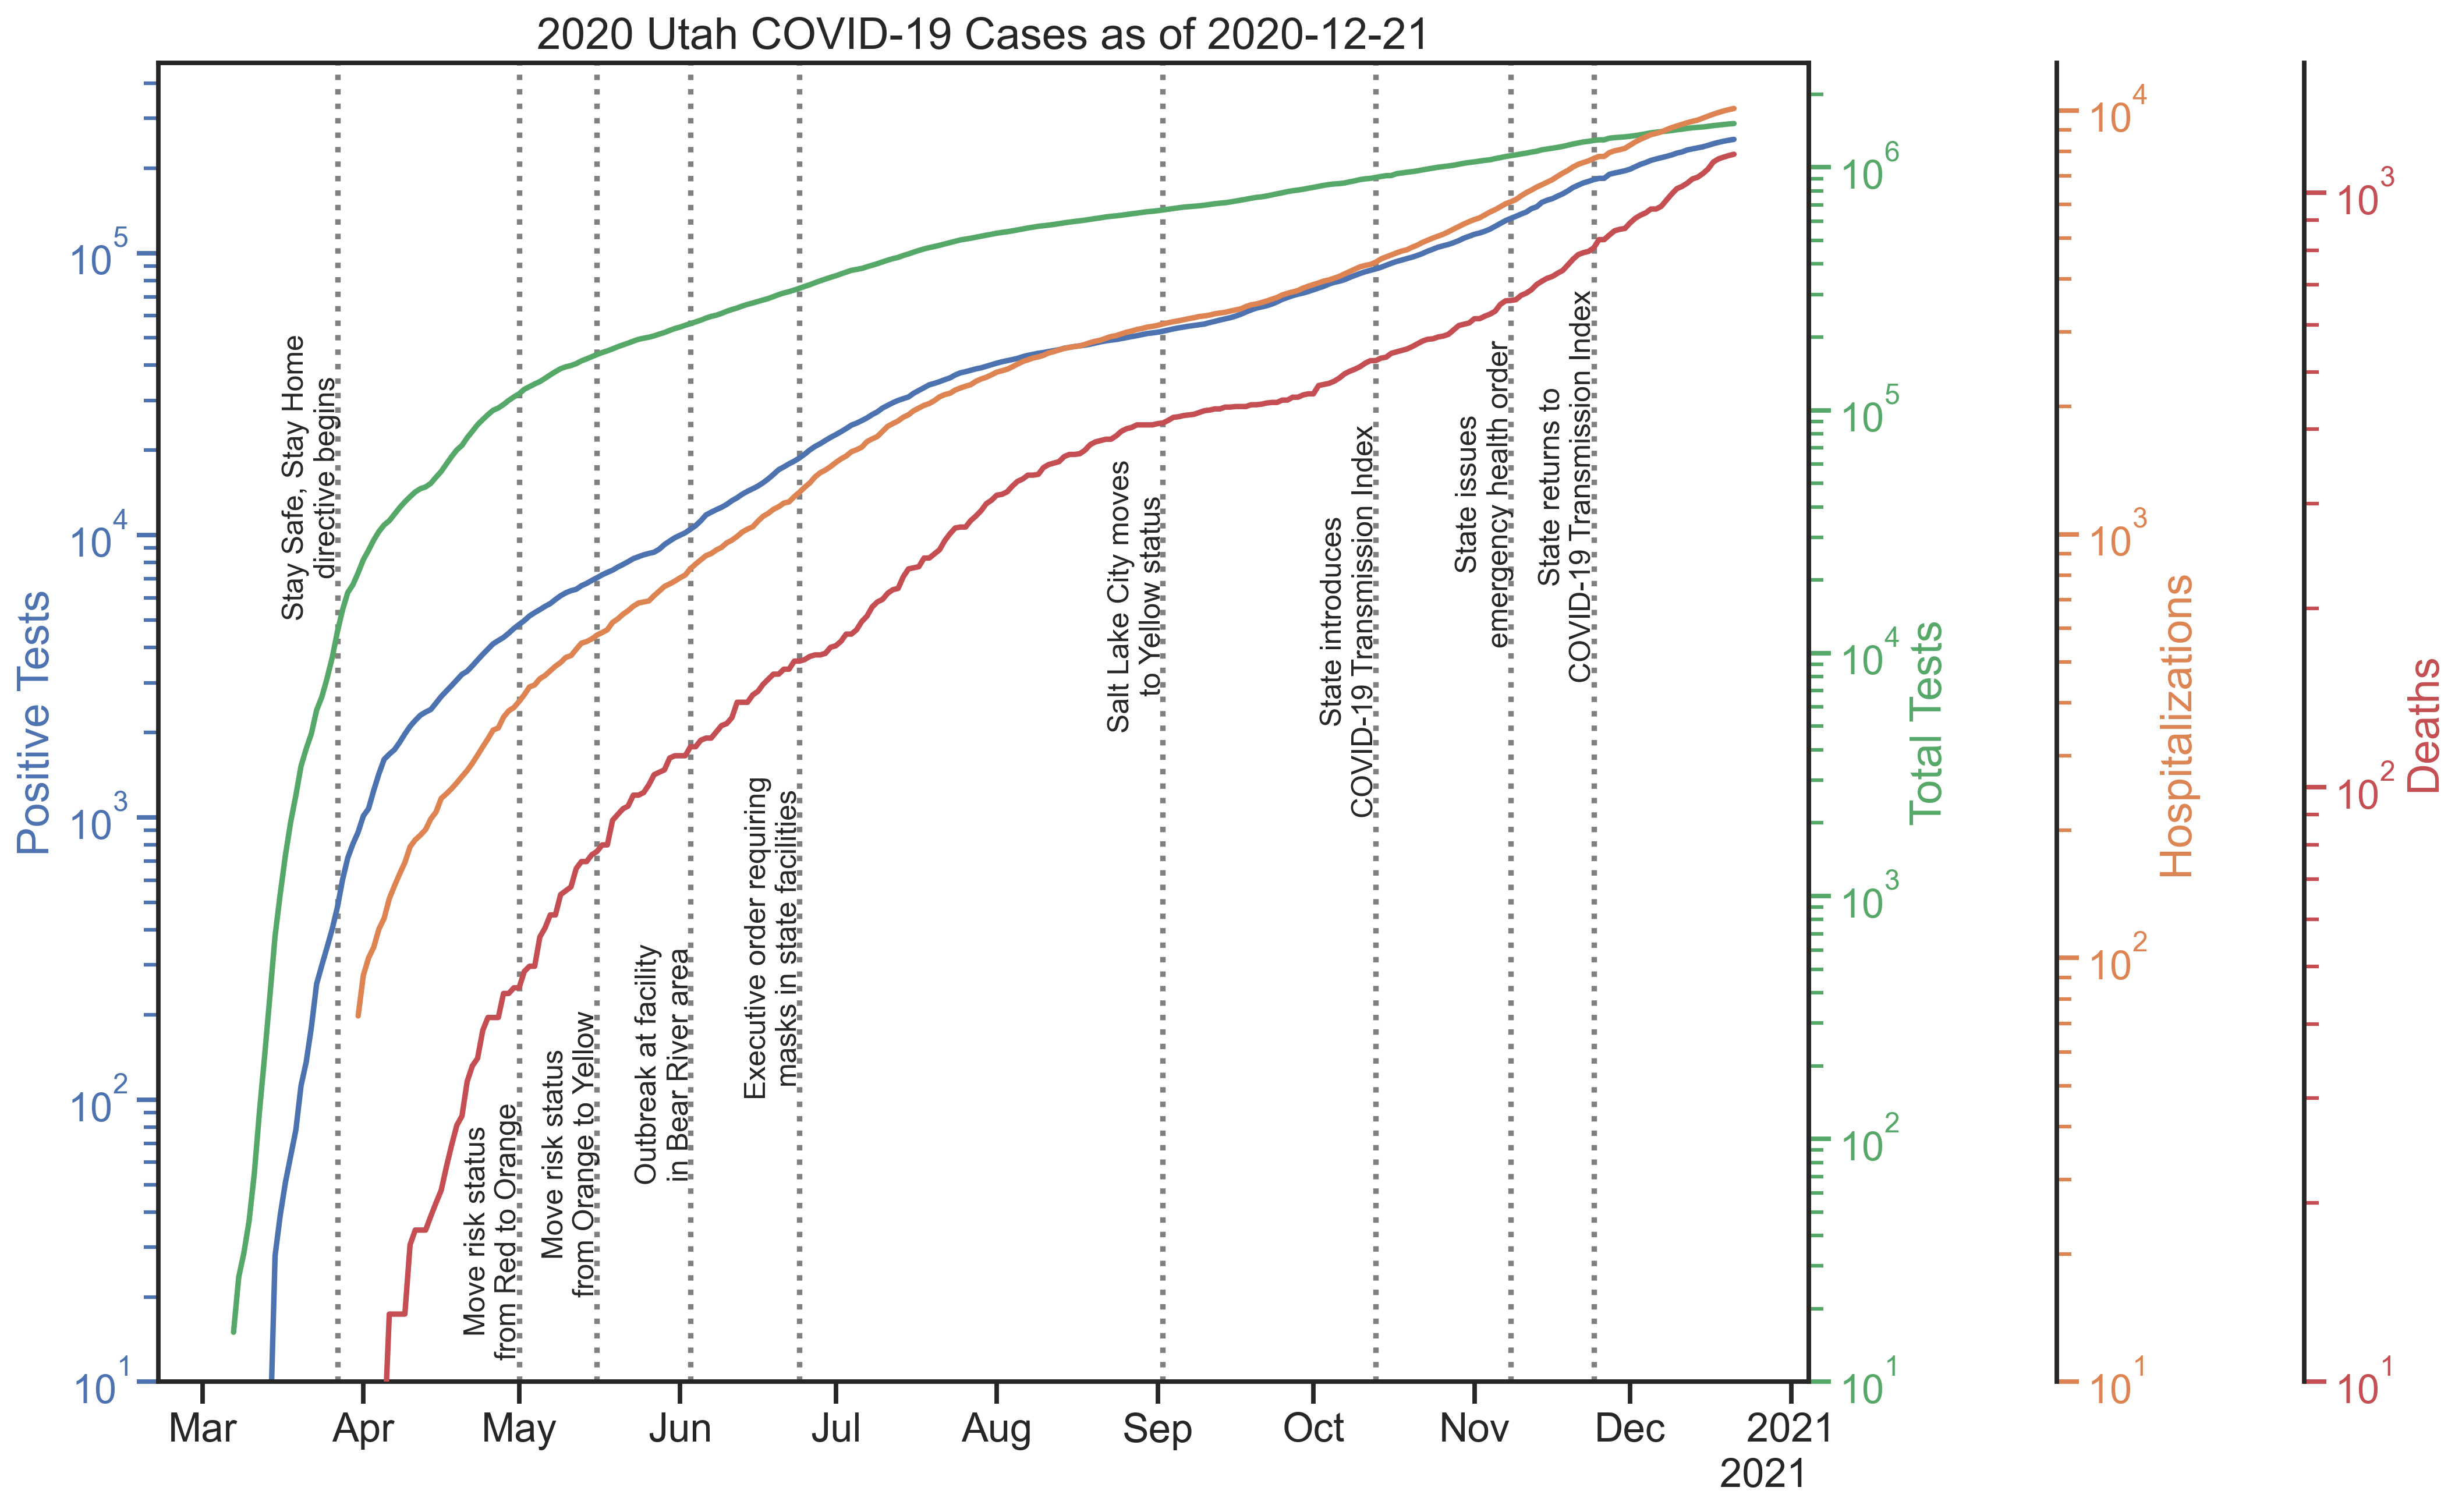 2020 Utah COVID-19 Cases as of 2020-12-21
Positive Tests
10^5
10^4
10^3
10^2
10^1
Stay Safe, Stay Home
directive begins
Move risk status
from Red to Orange
Move risk status
from Orange to Yellow
Outbreak at facility
in Bear River area
Executive order requiring
masks in state facilities
Salt Lake City moves
to Yellow status
State introduces
COVID-19 Transmission Index
State issues
emergency health order
State returns to
COVID-19 Transmission Index
Mar
Apr
May
Jun
Jul
Aug
Sep
Oct
Nov
Dec
2021
2021
10^6
10^5
10^4
10^3
10^2
10^1
Total Tests
10^4
10^3
10^2
10^1
Hospitalizations
10^3
10^2
10^1
Deaths